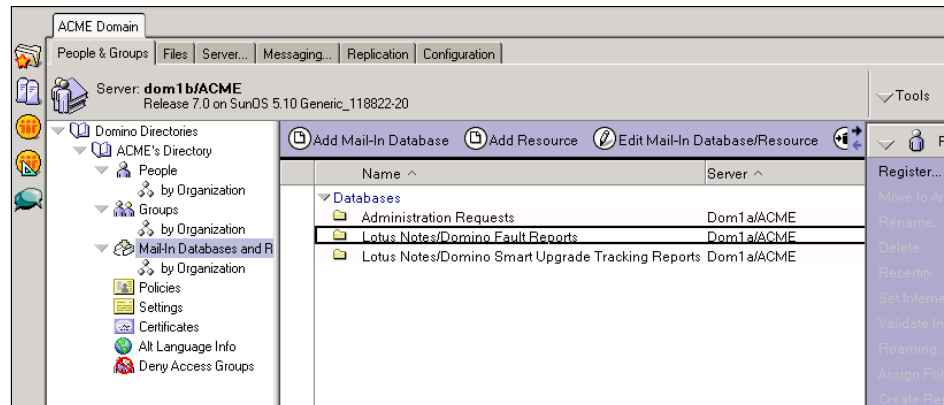 ACME Domain
People & Groups Files Server... Messaging... Replication Configuration
Server: dom1b/ACME
Release 7.0 on SunOS 5.10 Generic_118822-20
Tools
Domino Directories
ACME's Directory
People
by Organization
Groups
by Organization
Mail-In Databases and R
by Organization
Policies
Settings
Certificates
Alt Language Info
Deny Access Groups
Add Mail-In Database Add Resource Edit Mail-In Database/Resource
Name Server
Databases
Administration Requests Dom1a/ACME
Lotus Notes/Domino Fault Reports Dom1a/ACME
Lotus Notes/Domino Smart Upgrade Tracking Reports Dom1a/ACME
Register...
Move to Ar
Rename...
Delete
Recertify...
Set Interne
Validate In
Roaming
Assign Pol
Create Re